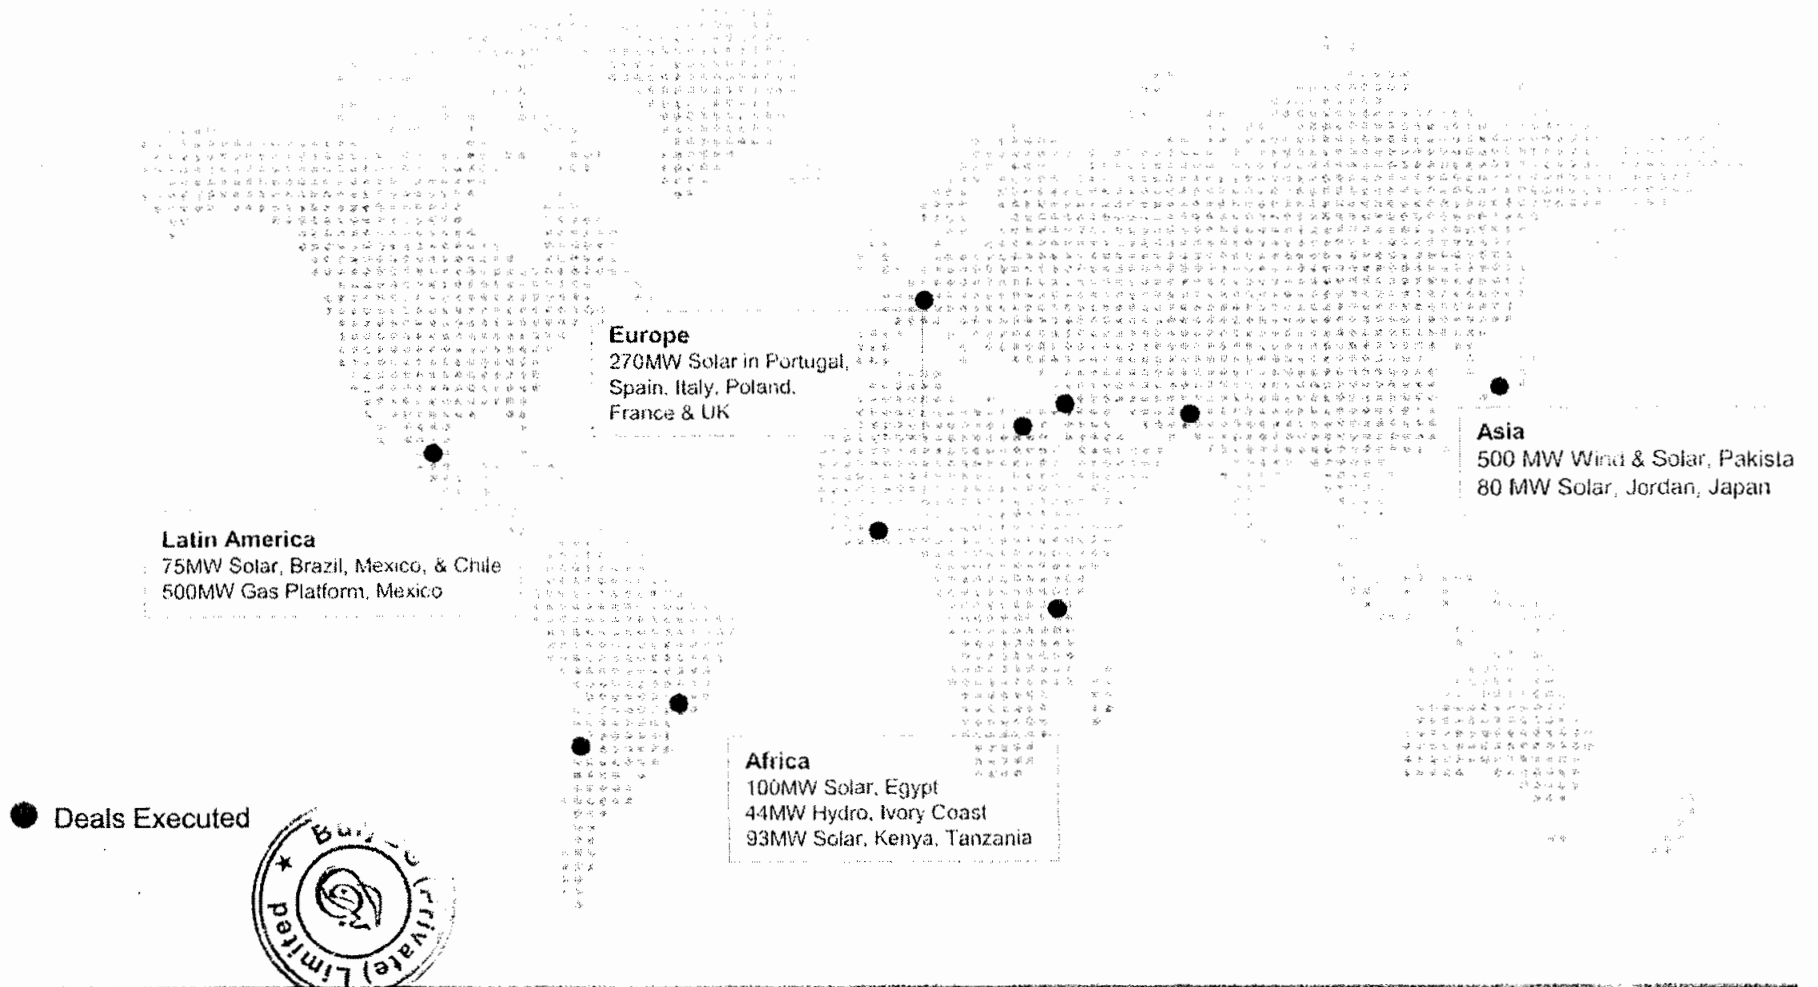 Europe
270MW Solar in Portugal,
Spain, Italy, Poland,
France & UK
Asia
500 MW Wind & Solar, Pakista
80 MW Solar, Jordan, Japan
Latin America
75MW Solar, Brazil, Mexico, & Chile
500MW Gas Platform, Mexico
Africa
100MW Solar, Egypt
44MW Hydro, Ivory Coast
93MW Solar, Kenya, Tanzania
Deals Executed
(Private) Limited